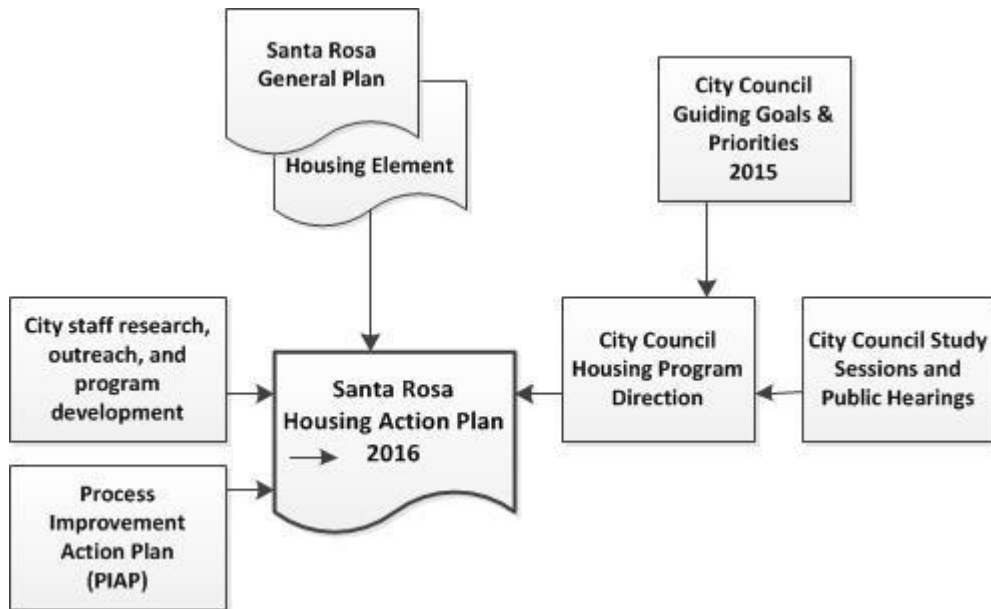 Santa Rosa
General Plan
Housing Element
City Council
Guiding Goals &
Priorities
2015
City staff research,
outreach, and
program
development
Santa Rosa
Housing Action Plan
2016
City Council
Housing Program
Direction
City Council Study
Sessions and
Public Hearings
Process
Improvement
Action Plan
(PIAP)